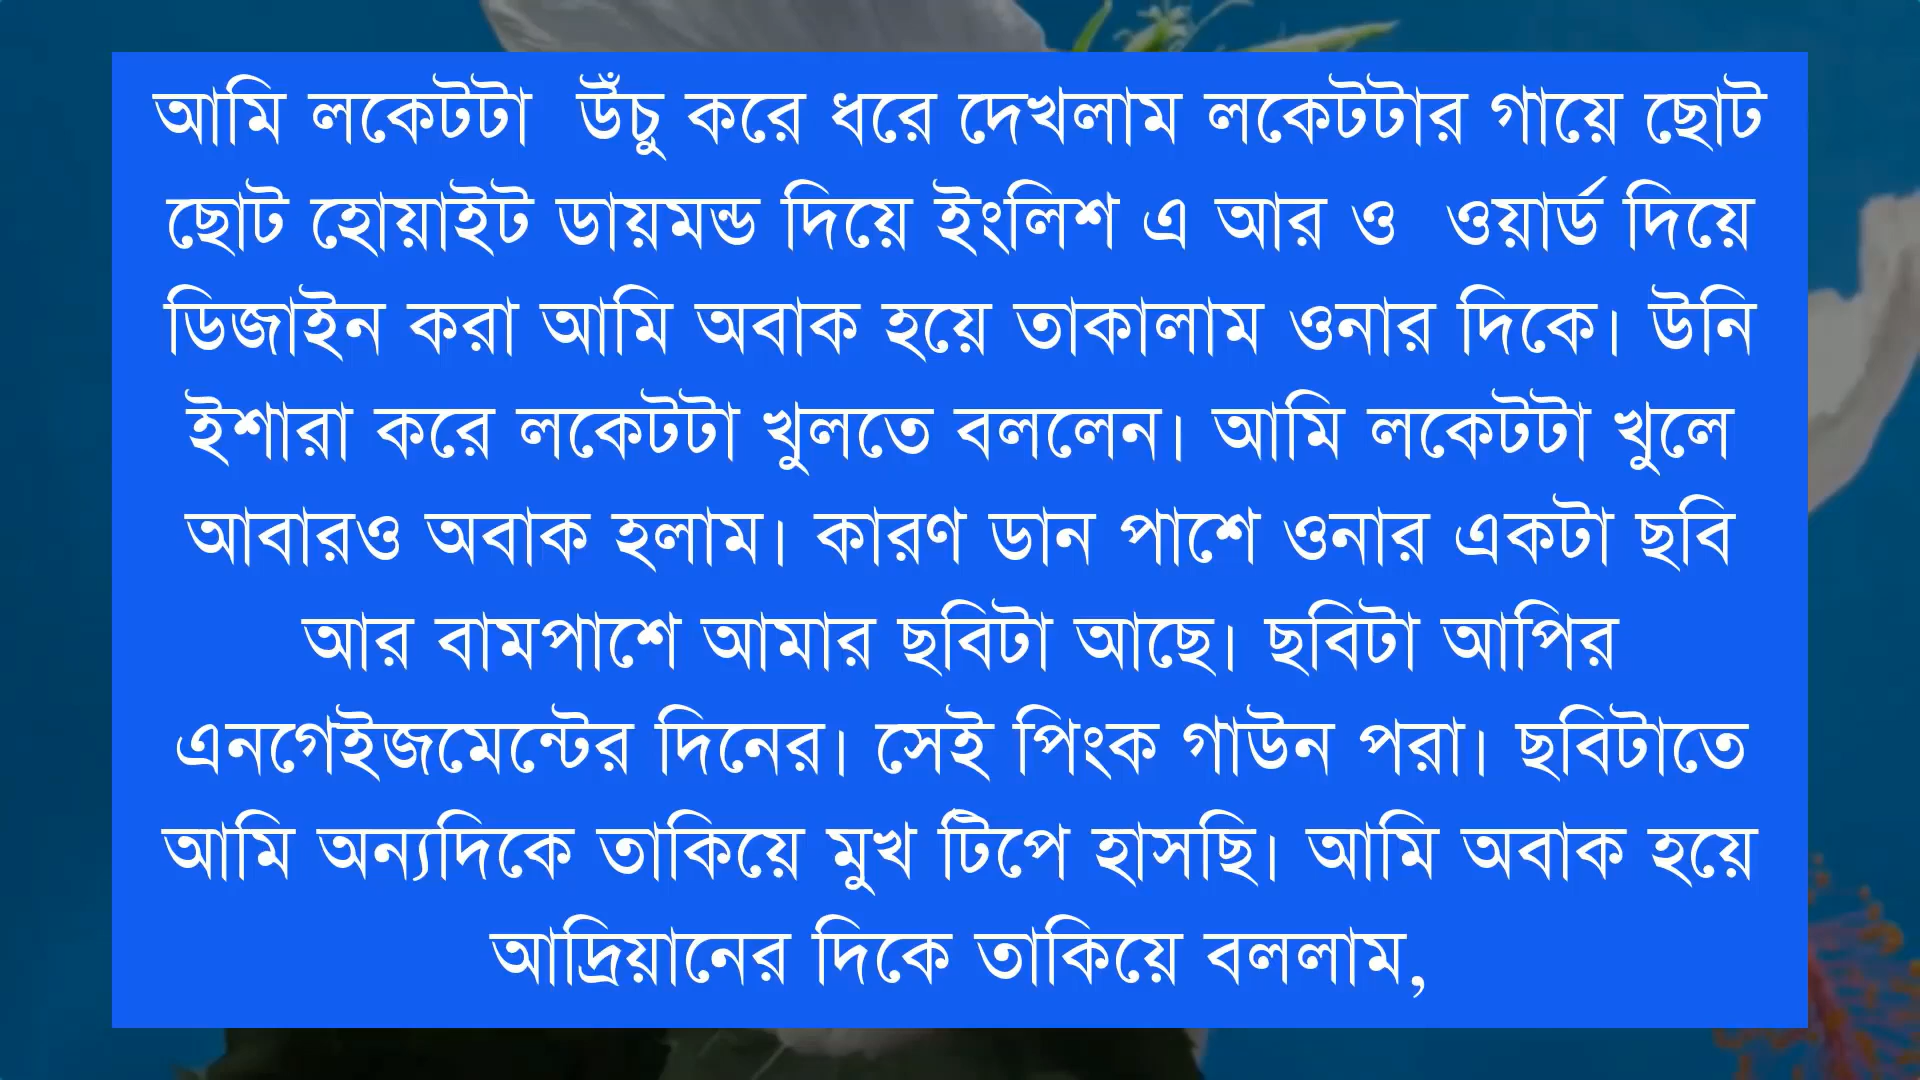 আমি লকেটটা  উঁচু করে ধরে দেখলাম লকেটটার গায়ে ছোট
ছোট হোয়াইট ডায়মন্ড দিয়ে ইংলিশ এ আর ও  ওয়ার্ড দিয়ে
ডিজাইন করা আমি অবাক হয়ে তাকালাম ওনার দিকে। উনি
ইশারা করে লকেটটা খুলতে বললেন। আমি লকেটটা খুলে
আবারও অবাক হলাম। কারণ ডান পাশে ওনার একটা ছবি
আর বামপাশে আমার ছবিটা আছে। ছবিটা আপির
এনগেইজমেন্টের দিনের। সেই পিংক গাউন পরা। ছবিটাতে
আমি অন্যদিকে তাকিয়ে মুখ টিপে হাসছি। আমি অবাক হয়ে
আদ্রিয়ানের দিকে তাকিয়ে বললাম,